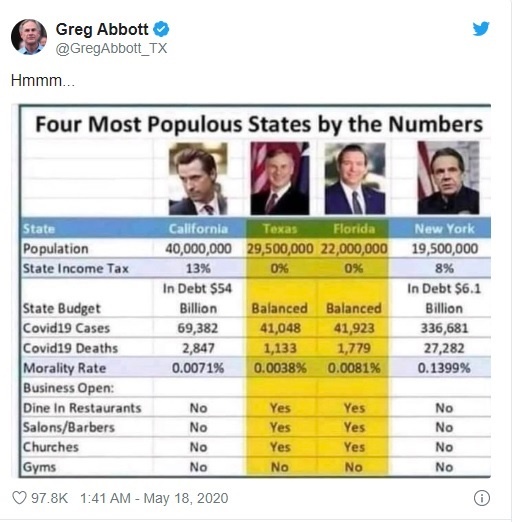 Greg Abbott
@GregAbbott_TX
Hmmm...
Four Most Populous States by the Numbers
State California Texas Florida New York
Population 40,000,000 29,500,000 22,000,000 19,500,000
State Income Tax 13% 0% 0% 8%
In Debt $54 In Debt $6.1
State Budget Billion Balanced Balanced Billion
Covid19 Cases 69,382 41,048 41,923 336,681
Covid19 Deaths 2,847 1,133 1,779 27,282
Morality Rate 0.0071% 0.0038% 0.0081% 0.1399%
Business Open:
Dine In Restaurants No Yes Yes No
Salons/Barbers No Yes Yes No
Churches No Yes Yes No
Gyms No No No No
97.8K 1:41 AM - May 18, 2020